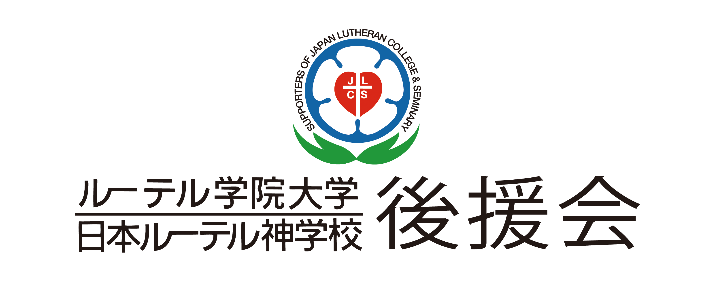 SUPPORTERS OF JAPAN LUTHERAN COLLEGE & SEMINARY
J L
C S
ルーテル学院大学
日本ルーテル神学校
後援会